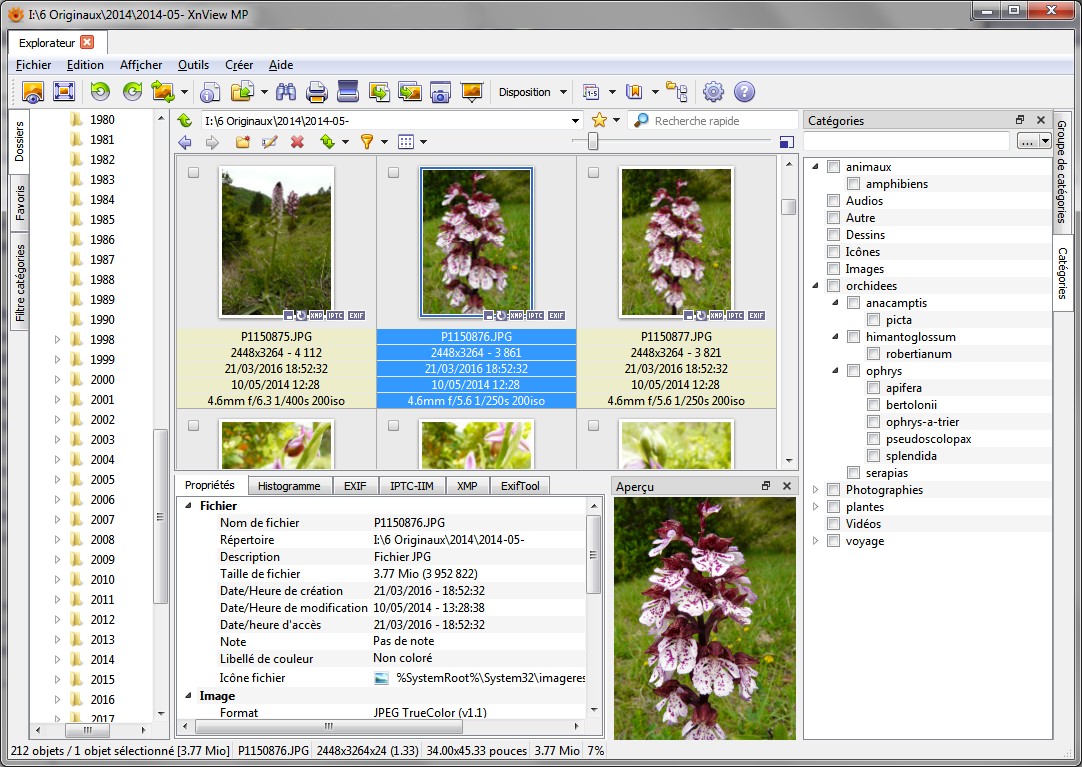 I:\6 Originaux\2014\2014-05- XnView MP
Explorateur
Fichier Edition Afficher Outils Créer Aide
Disposition
Dossiers
Favoris
Filtre catégories
1980
1981
1982
1983
1984
1985
1986
1987
1988
1989
1990
1998
1999
2000
2001
2002
2003
2004
2005
2006
2007
2008
2009
2010
2011
2012
2013
2014
2015
2016
2017
I:\6 Originaux\2014\2014-05-
Recherche rapide
XMP IPTC EXIF
P1150875.JPG
2448x3264 - 4 112
21/03/2016 18:52:32
10/05/2014 12:28
4.6mm f/6.3 1/400s 200iso
XMP IPTC EXIF
P1150876.JPG
2448x3264 - 3 861
21/03/2016 18:52:32
10/05/2014 12:28
4.6mm f/5.6 1/250s 200iso
XMP IPTC EXIF
P1150877.JPG
2448x3264 - 3 821
21/03/2016 18:52:32
10/05/2014 12:28
4.6mm f/5.6 1/250s 200iso
Propriétés Histogramme EXIF IPTC-IIM XMP ExifTool
Fichier
Nom de fichier P1150876.JPG
Répertoire I:\6 Originaux\2014\2014-05-
Description Fichier JPG
Taille de fichier 3.77 Mio (3 952 822)
Date/Heure de création 21/03/2016 - 18:52:32
Date/Heure de modification 10/05/2014 - 13:28:38
Date/heure d'accès 21/03/2016 - 18:52:32
Note Pas de note
Libellé de couleur Non coloré
Icône fichier %SystemRoot%\System32\imageres
Image
Format JPEG TrueColor (v1.1)
Aperçu
Catégories
...
animaux
amphibiens
Audios
Autre
Dessins
Icônes
Images
orchidees
anacamptis
picta
himantoglossum
robertianum
ophrys
apifera
bertolonii
ophrys-a-trier
pseudoscolopax
splendida
serapias
Photographies
plantes
Vidéos
voyage
Groupe de catégories
Catégories
212 objets / 1 objet sélectionné [3.77 Mio] P1150876.JPG 2448x3264x24 (1.33) 34.00x45.33 pouces 3.77 Mio 7%